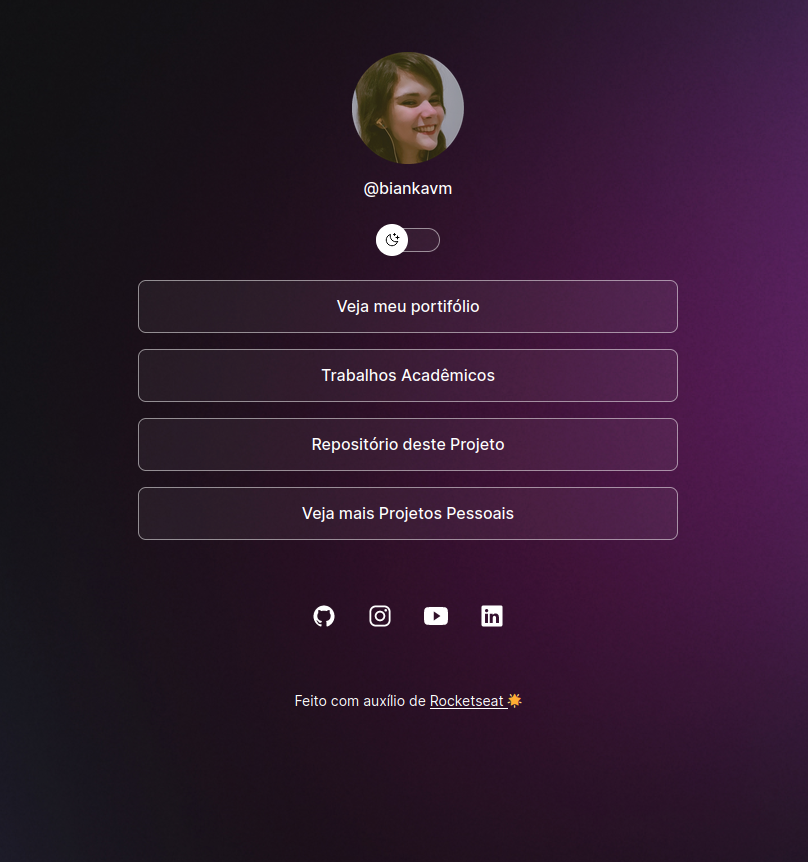 @biankavm
Veja meu portifólio
Trabalhos Acadêmicos
Repositório deste Projeto
Veja mais Projetos Pessoais
Feito com auxílio de Rocketseat